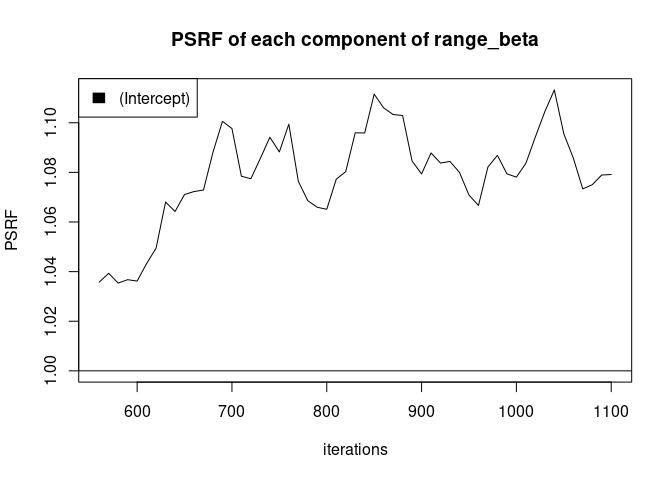 PSRF of each component of range_beta
(Intercept)
PSRF
1.10
1.08
1.06
1.04
1.02
1.00
600 700 800 900 1000 1100
iterations